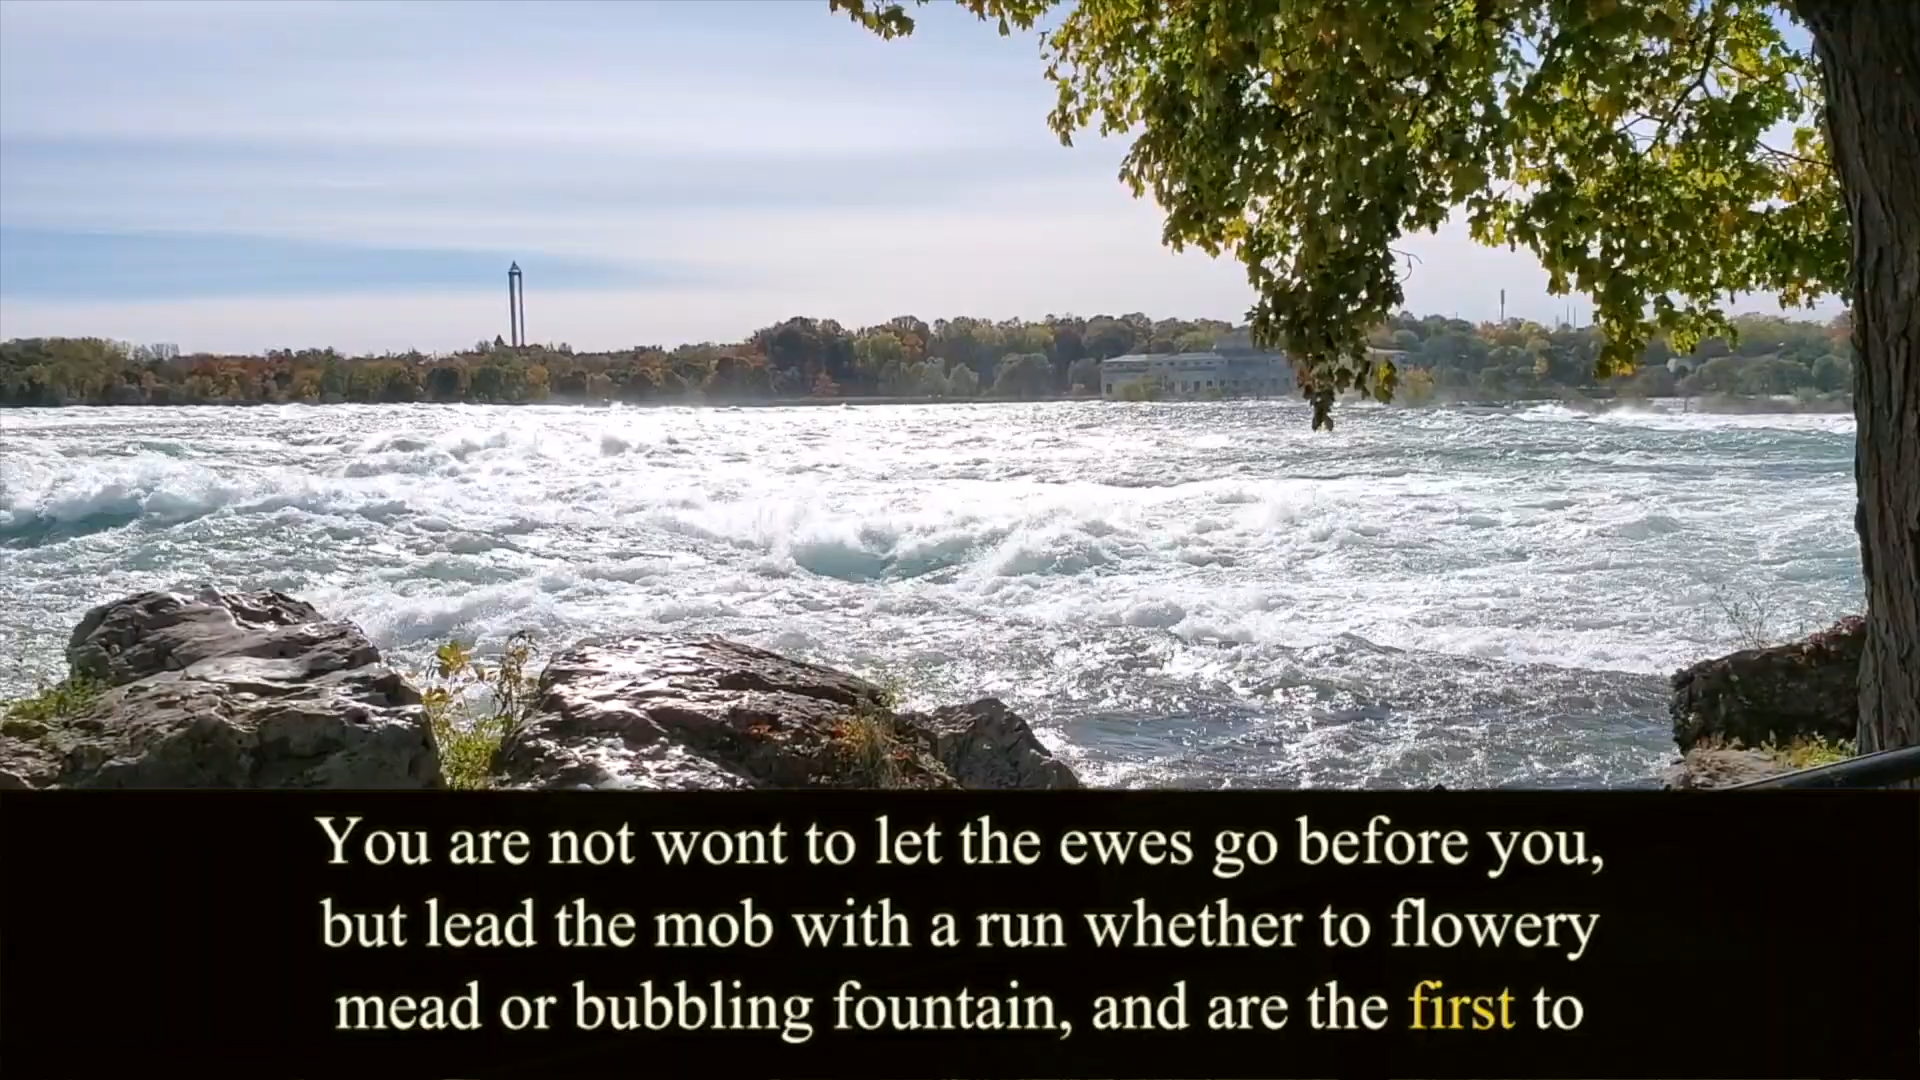 You are not wont to let the ewes go before you,
but lead the mob with a run whether to flowery
mead or bubbling fountain, and are the first to